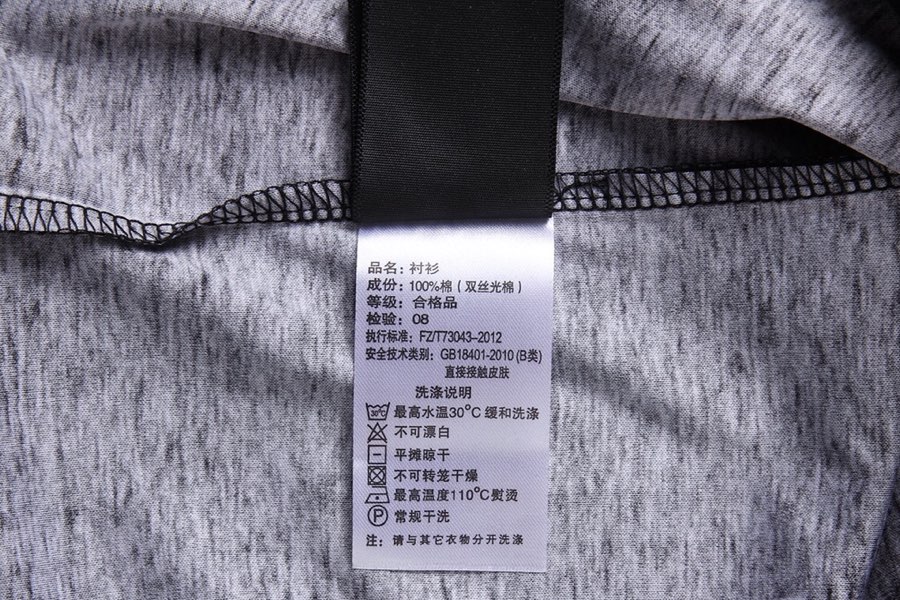 品名：衬衫
成份：100%棉（双丝光棉）
等级：合格品
检验：08
执行标准：FZ/T73043-2012
安全技术类别：GB18401-2010 (B类)
直接接触皮肤
洗涤说明
30°C 最高水温30°C 缓和洗涤
不可漂白
平摊晾干
不可转笼干燥
最高温度110°C熨烫
P 常规干洗
注：请与其它衣物分开洗涤